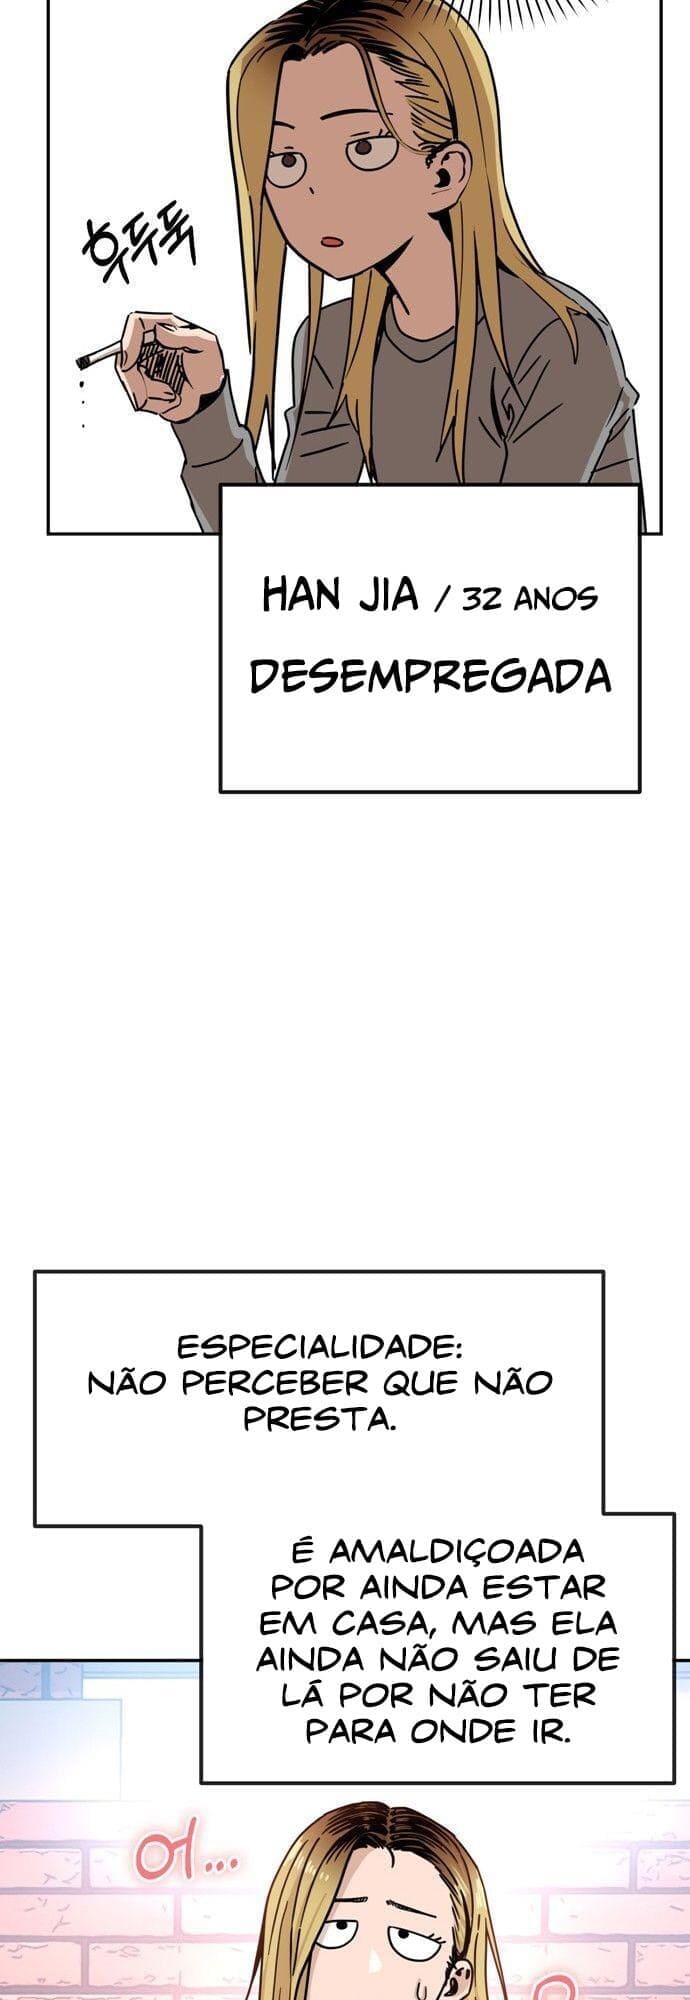 후두둑
HAN JIA / 32 ANOS
DESEMPREGADA
ESPECIALIDADE:
NÃO PERCEBER QUE NÃO
PRESTA.
É AMALDIÇOADA
POR AINDA ESTAR
EM CASA, MAS ELA
AINDA NÃO SAIU DE
LÁ POR NÃO TER
PARA ONDE IR.
어...